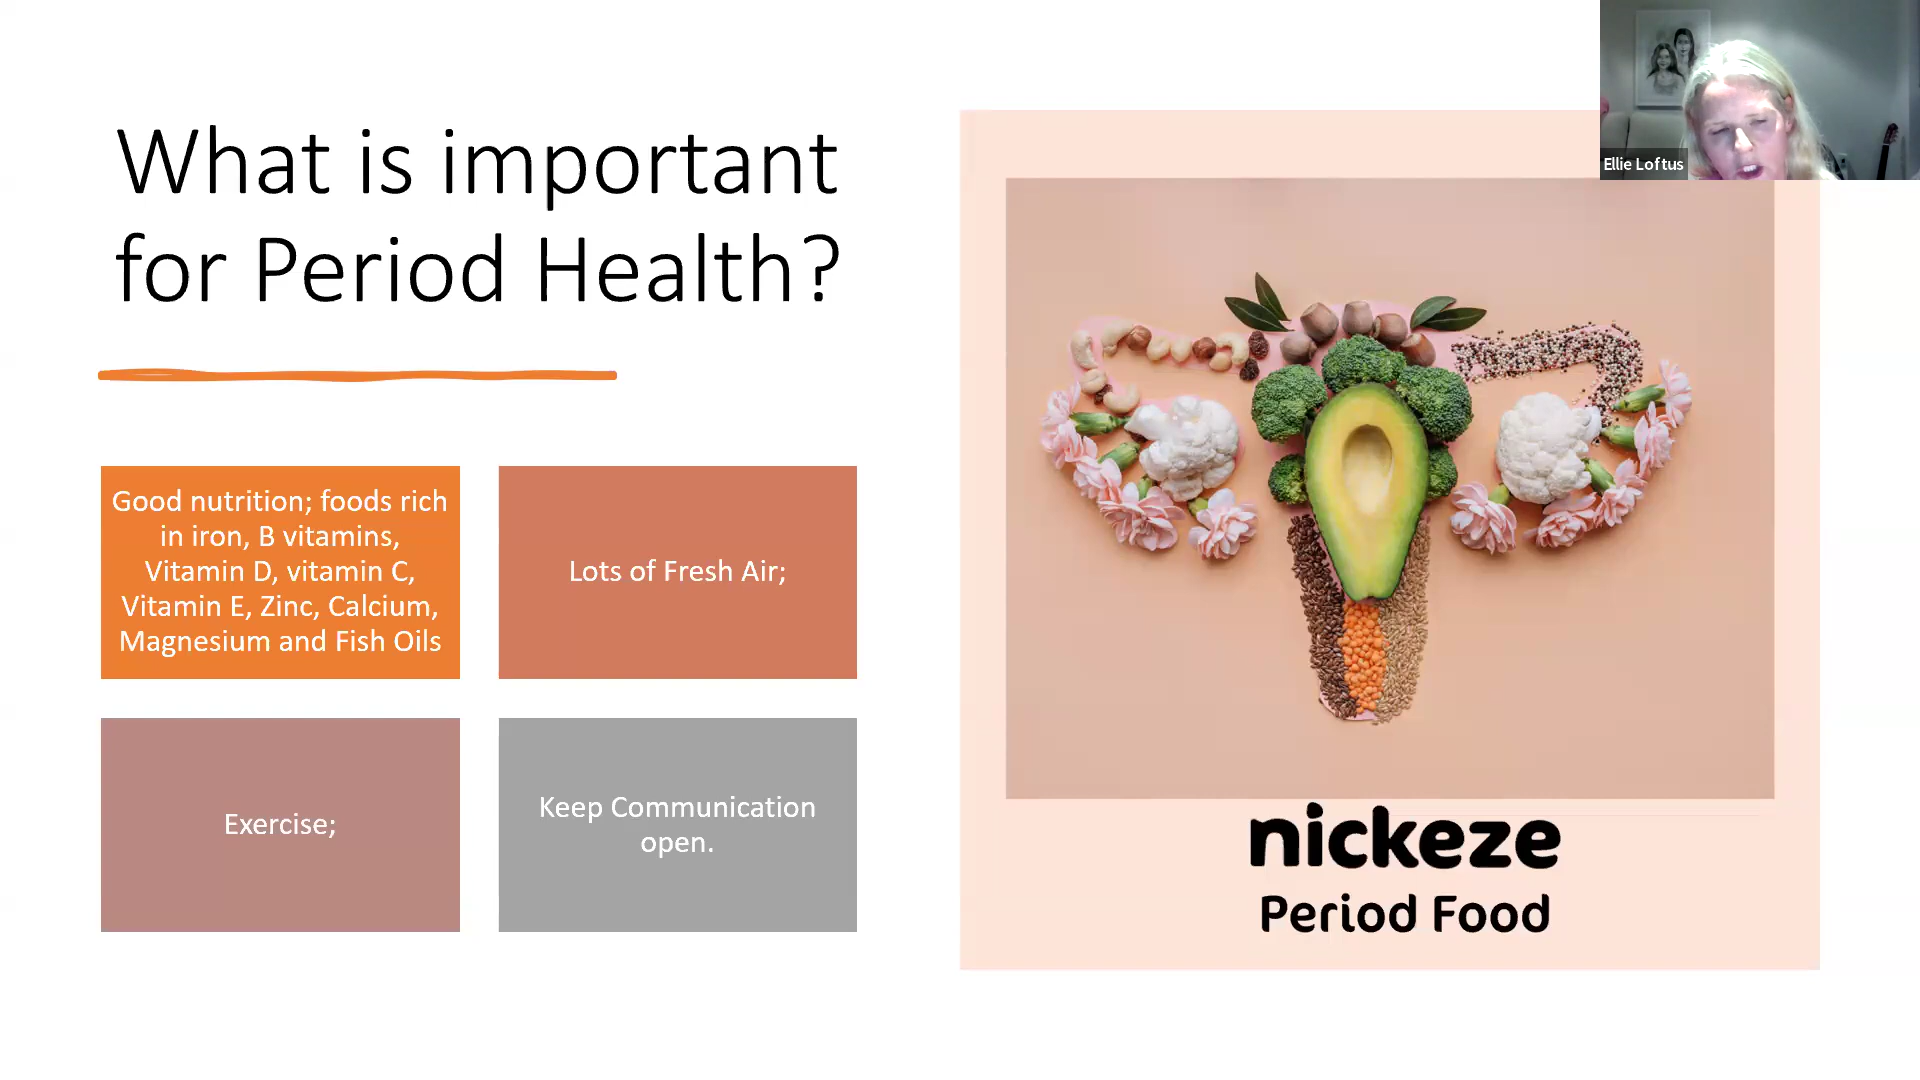 What is important
for Period Health?
Good nutrition; foods rich
in iron, B vitamins,
Vitamin D, vitamin C,
Vitamin E, Zinc, Calcium,
Magnesium and Fish Oils
Lots of Fresh Air;
Exercise;
Keep Communication
open.
nickeze
Period Food
Ellie Loftus